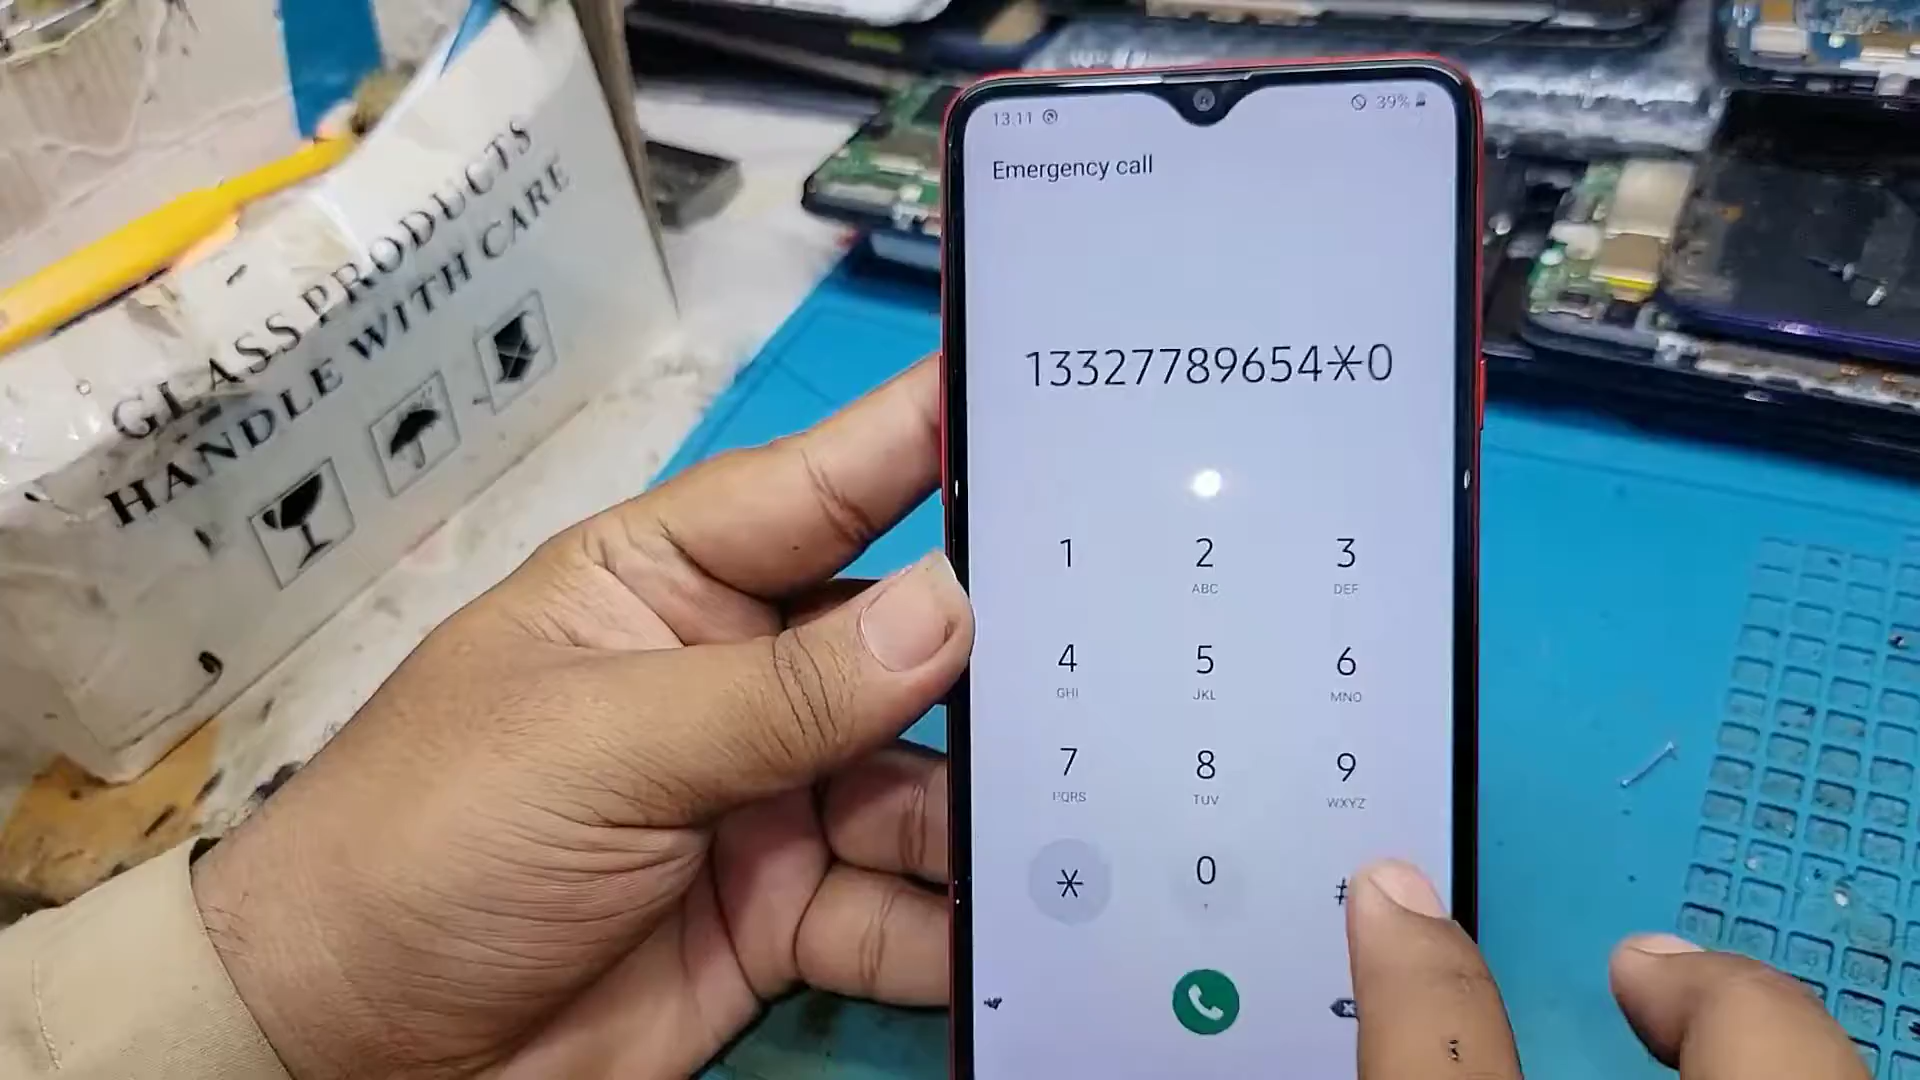 GLASS PRODUCTS
HANDLE WITH CARE
13:11
39%
Emergency call
13327789654*0
1
2
ABC
3
DEF
4
GHI
5
JKL
6
MNO
7
PQRS
8
TUV
9
WXYZ
*
0
#